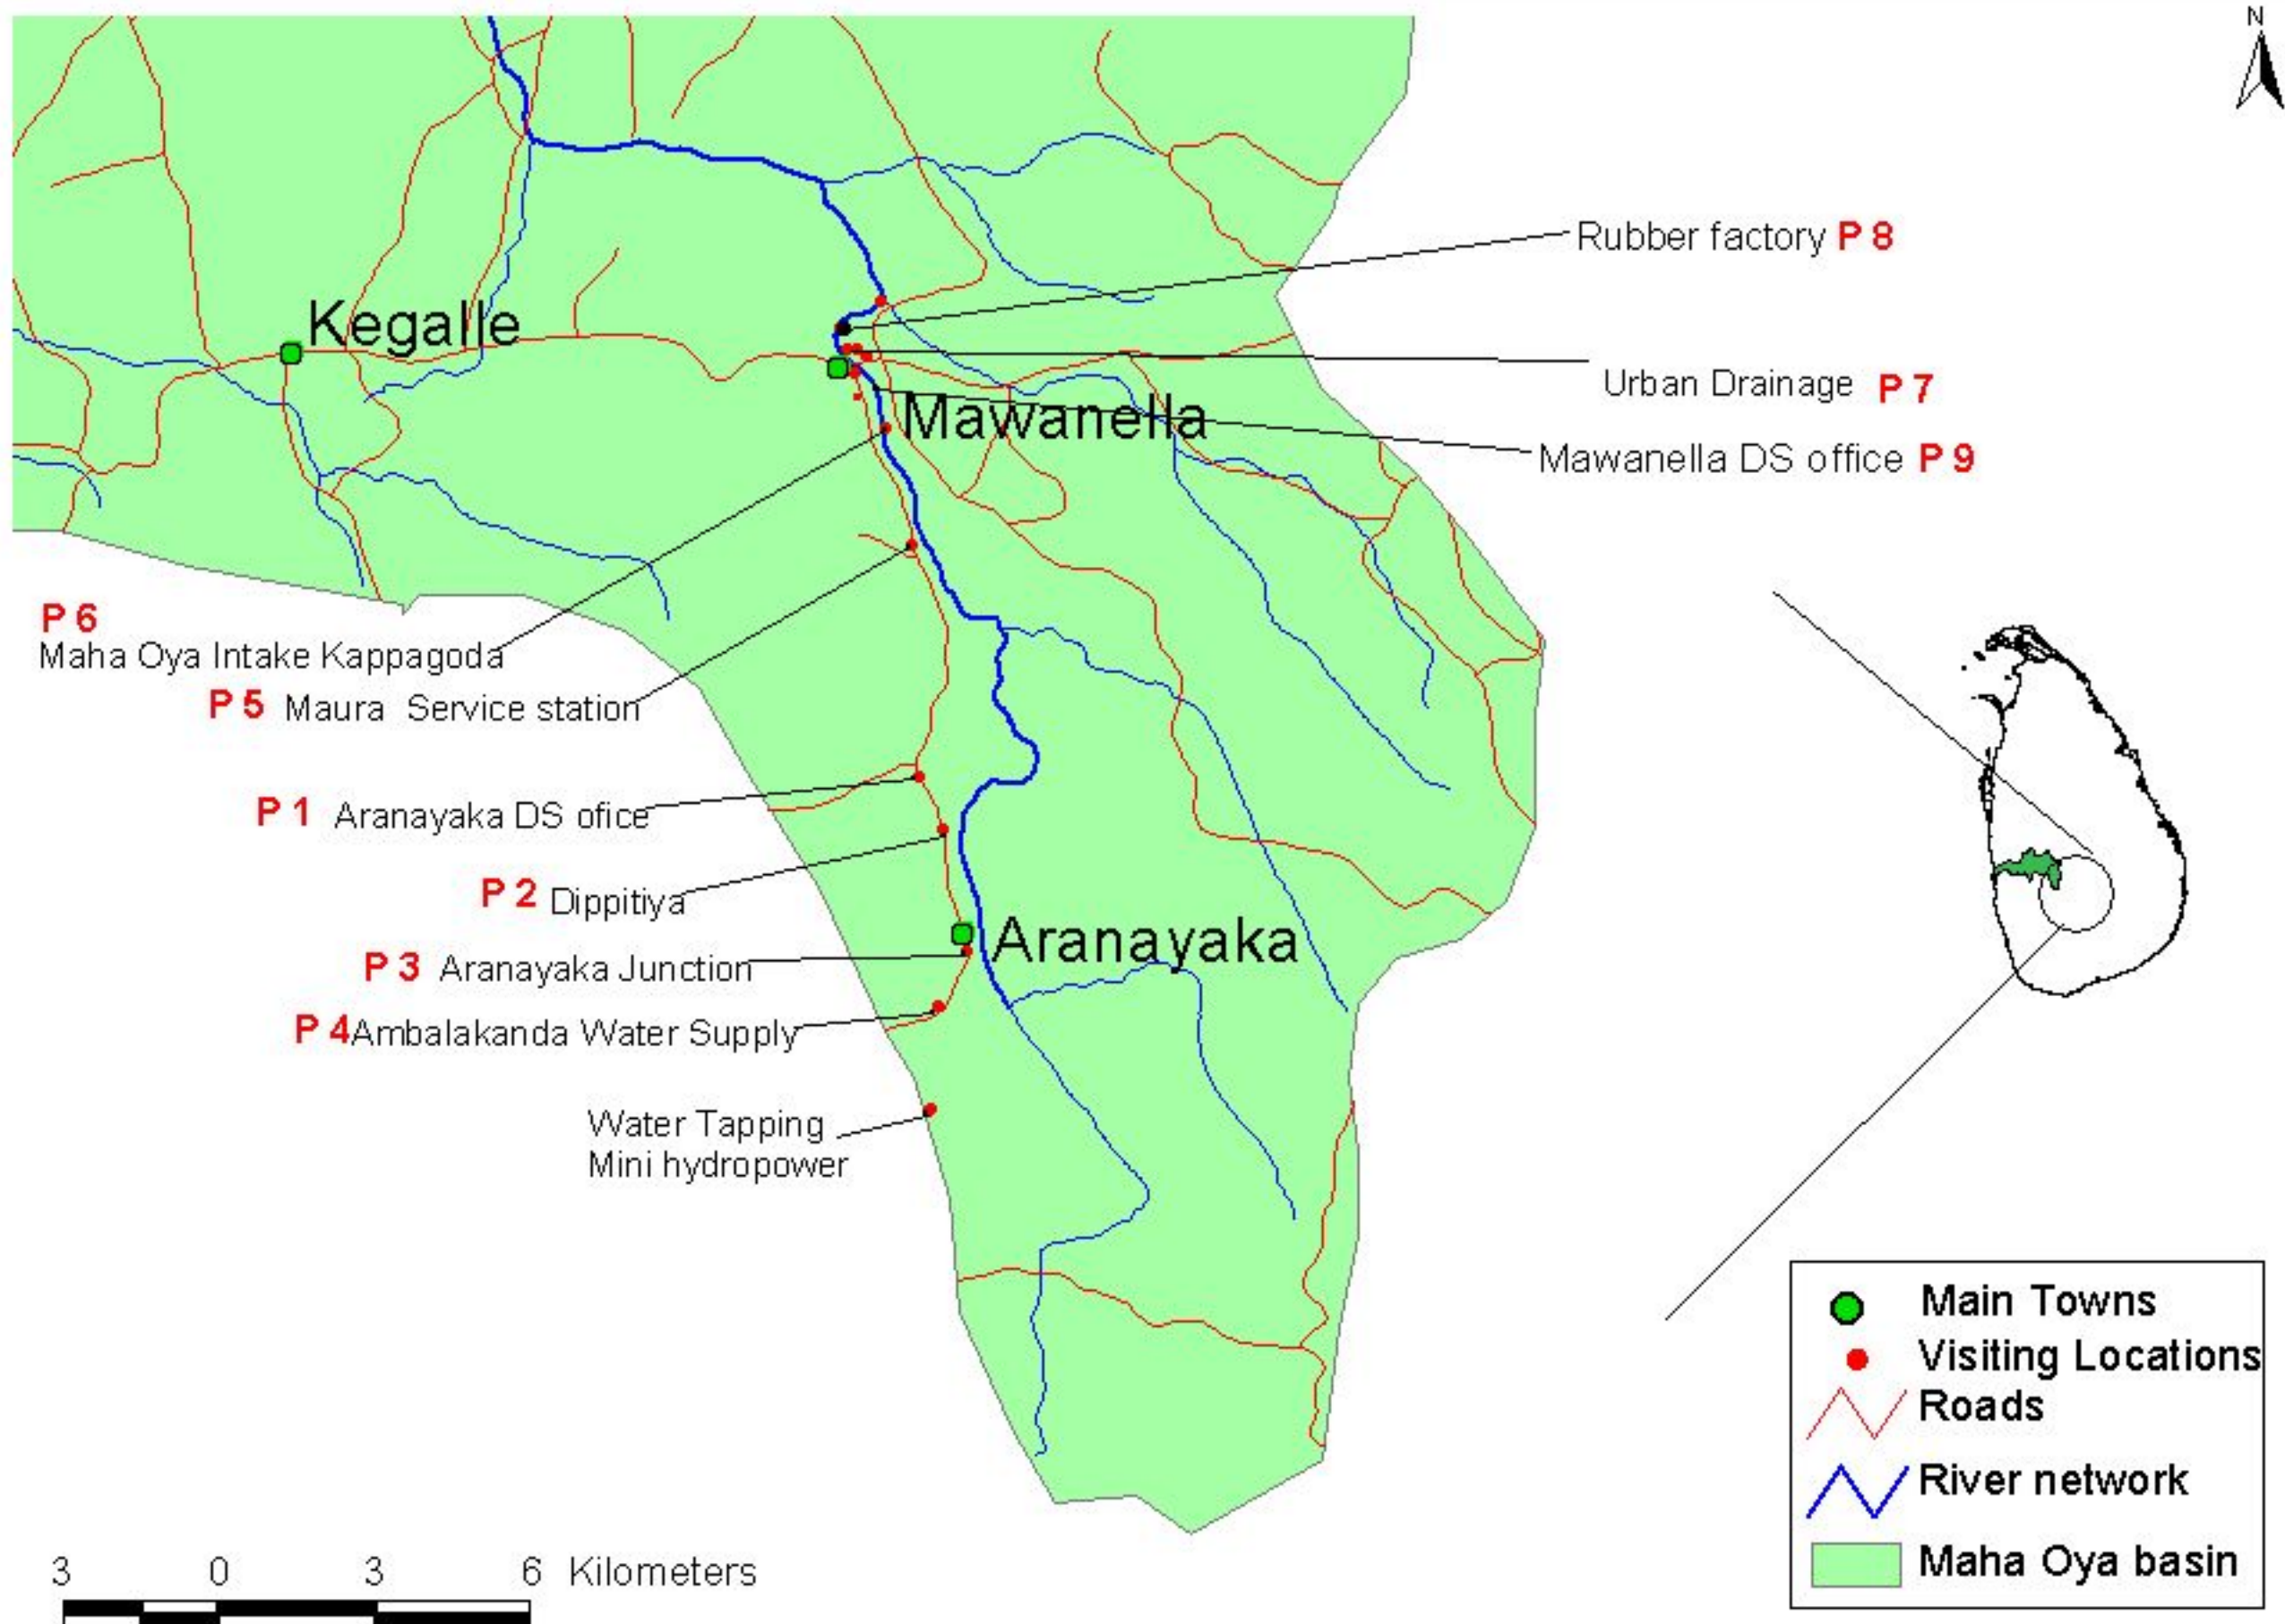 N
Rubber factory P 8
Kegalle
Urban Drainage P 7
Mawanella
Mawanella DS office P 9
P 6
Maha Oya Intake Kappagoda
P 5 Maura Service station
P 1 Aranayaka DS ofice
P 2 Dippitiya
Aranayaka
P 3 Aranayaka Junction
P 4 Ambalakanda Water Supply
Water Tapping
Mini hydropower
Main Towns
Visiting Locations
Roads
River network
Maha Oya basin
3 0 3 6 Kilometers